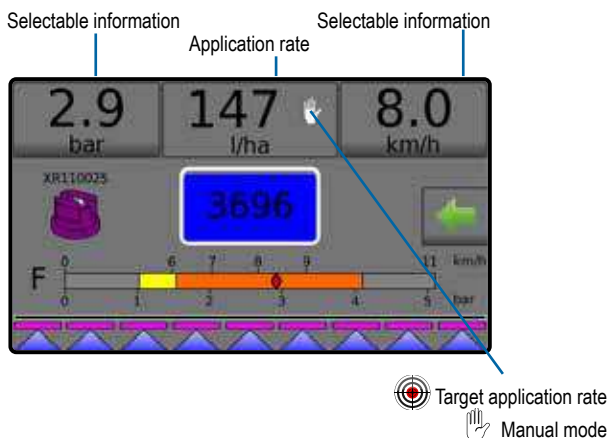 Selectable information
Selectable information
Application rate
2.9
147
8.0
bar
l/ha
km/h
XR110025
3696
0 6 7 8 9 11 km/h
F
0 1 2 3 4 5 bar
Target application rate
Manual mode